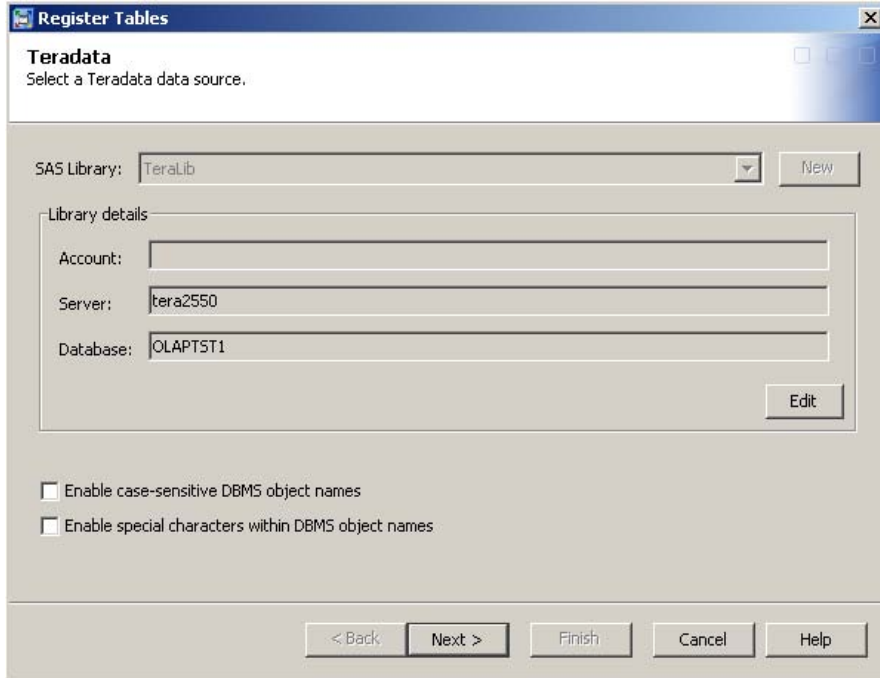 Register Tables
Teradata
Select a Teradata data source.
SAS Library: TeraLib New
Library details
Account:
Server: tera2550
Database: OLAPTST1
Edit
Enable case-sensitive DBMS object names
Enable special characters within DBMS object names
< Back Next > Finish Cancel Help